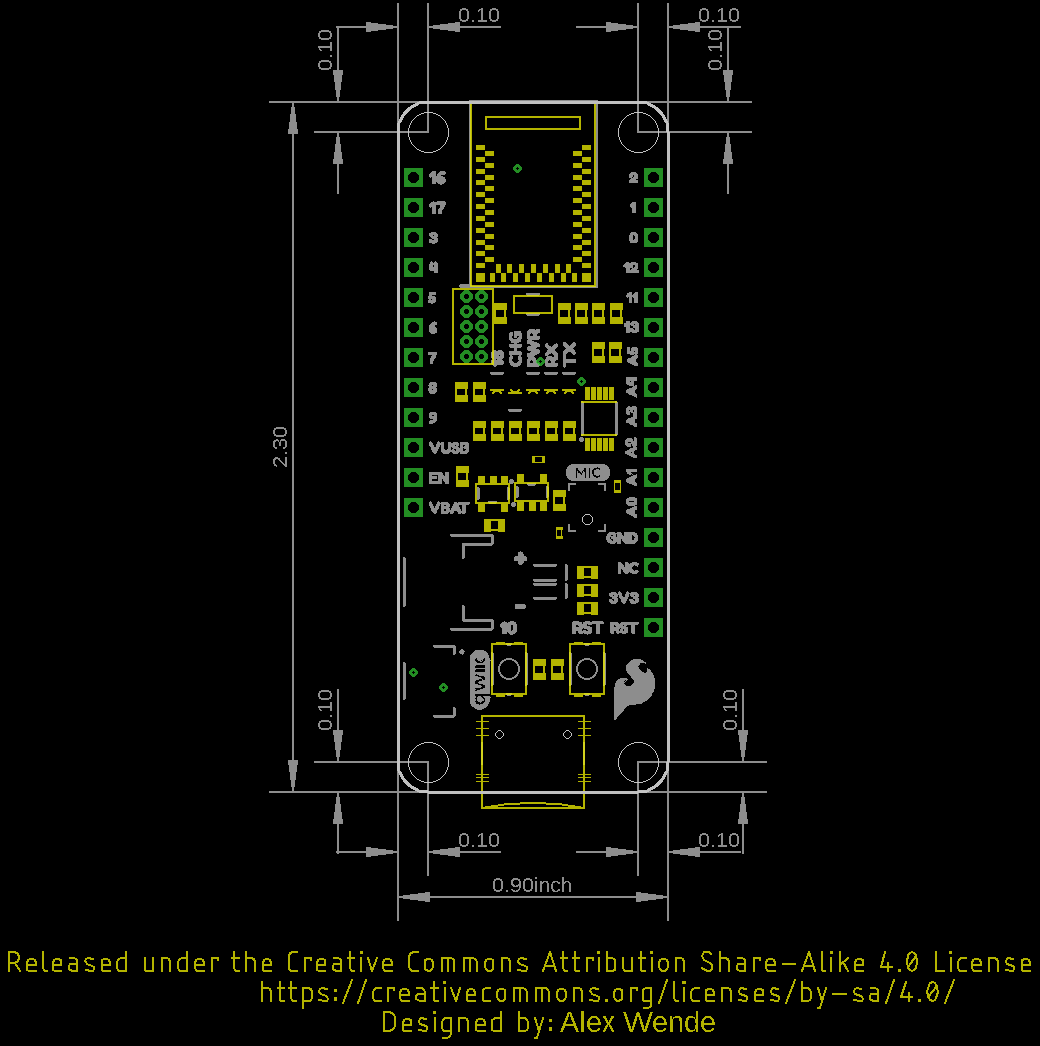 0.10 0.10
0.10 0.10
16 2
17 1
3 0
4 12
5 11
6 13
7 A5
CHG PWR RX TX
8 A4
9 A3
VUSB A2
MIC
EN A1
VBAT A0
GND
+ NC
- 3V3
10 RST RST
qwiic
2.30
0.10 0.10
0.10 0.10
0.90inch
Released under the Creative Commons Attribution Share-Alike 4.0 License
https://creativecommons.org/licenses/by-sa/4.0/
Designed by: Alex Wende